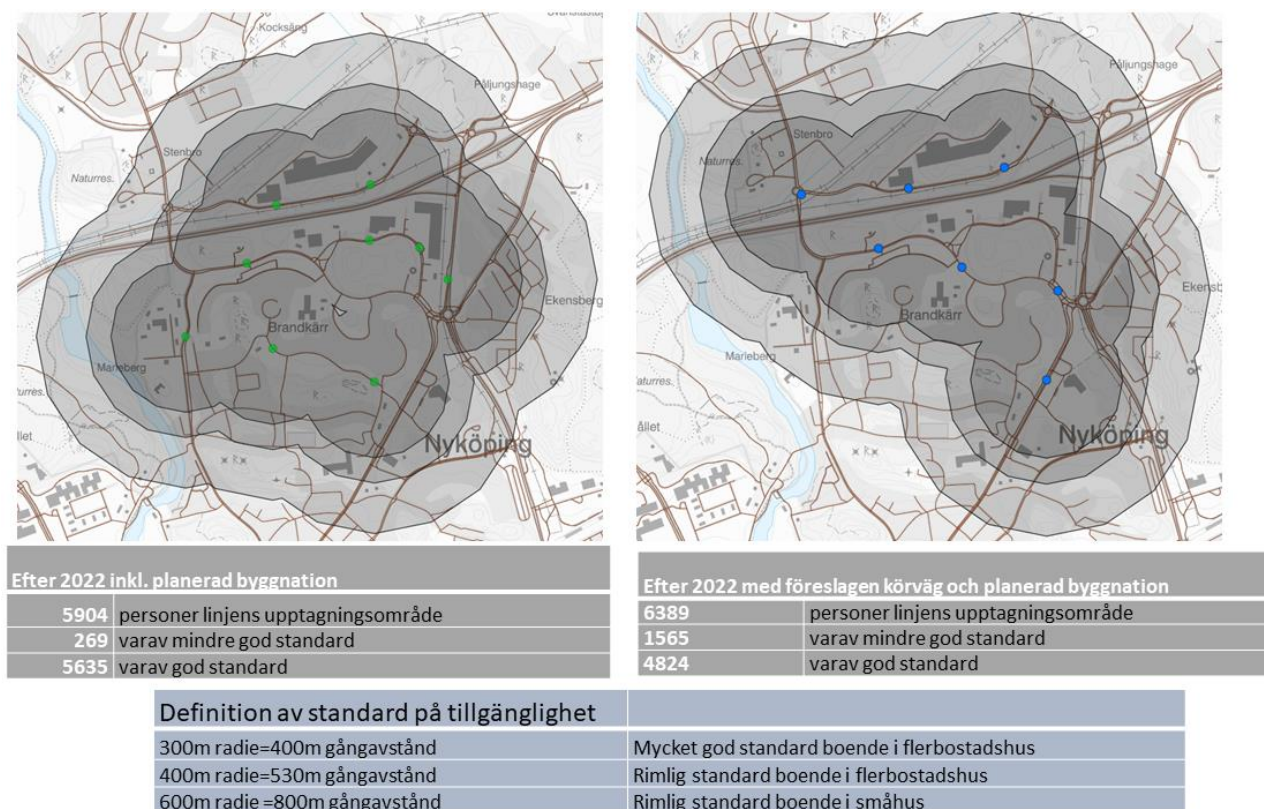 Kocksäng
Påljungshage
Stenbro
Naturres.
Ekensberg
Brandkärr
Marieberg
Nyköping
Påljungshage
Stenbro
Naturres.
Brandkärr
Marieberg
Nyköping
Efter 2022 inkl. planerad byggnation
5904 personer linjens upptagningsområde
269 varav mindre god standard
5635 varav god standard
Efter 2022 med föreslagen körväg och planerad byggnation
6389 personer linjens upptagningsområde
1565 varav mindre god standard
4824 varav god standard
Definition av standard på tillgänglighet
300m radie=400m gångavstånd Mycket god standard boende i flerbostadshus
400m radie=530m gångavstånd Rimlig standard boende i flerbostadshus
600m radie =800m gångavstånd Rimlig standard boende i småhus